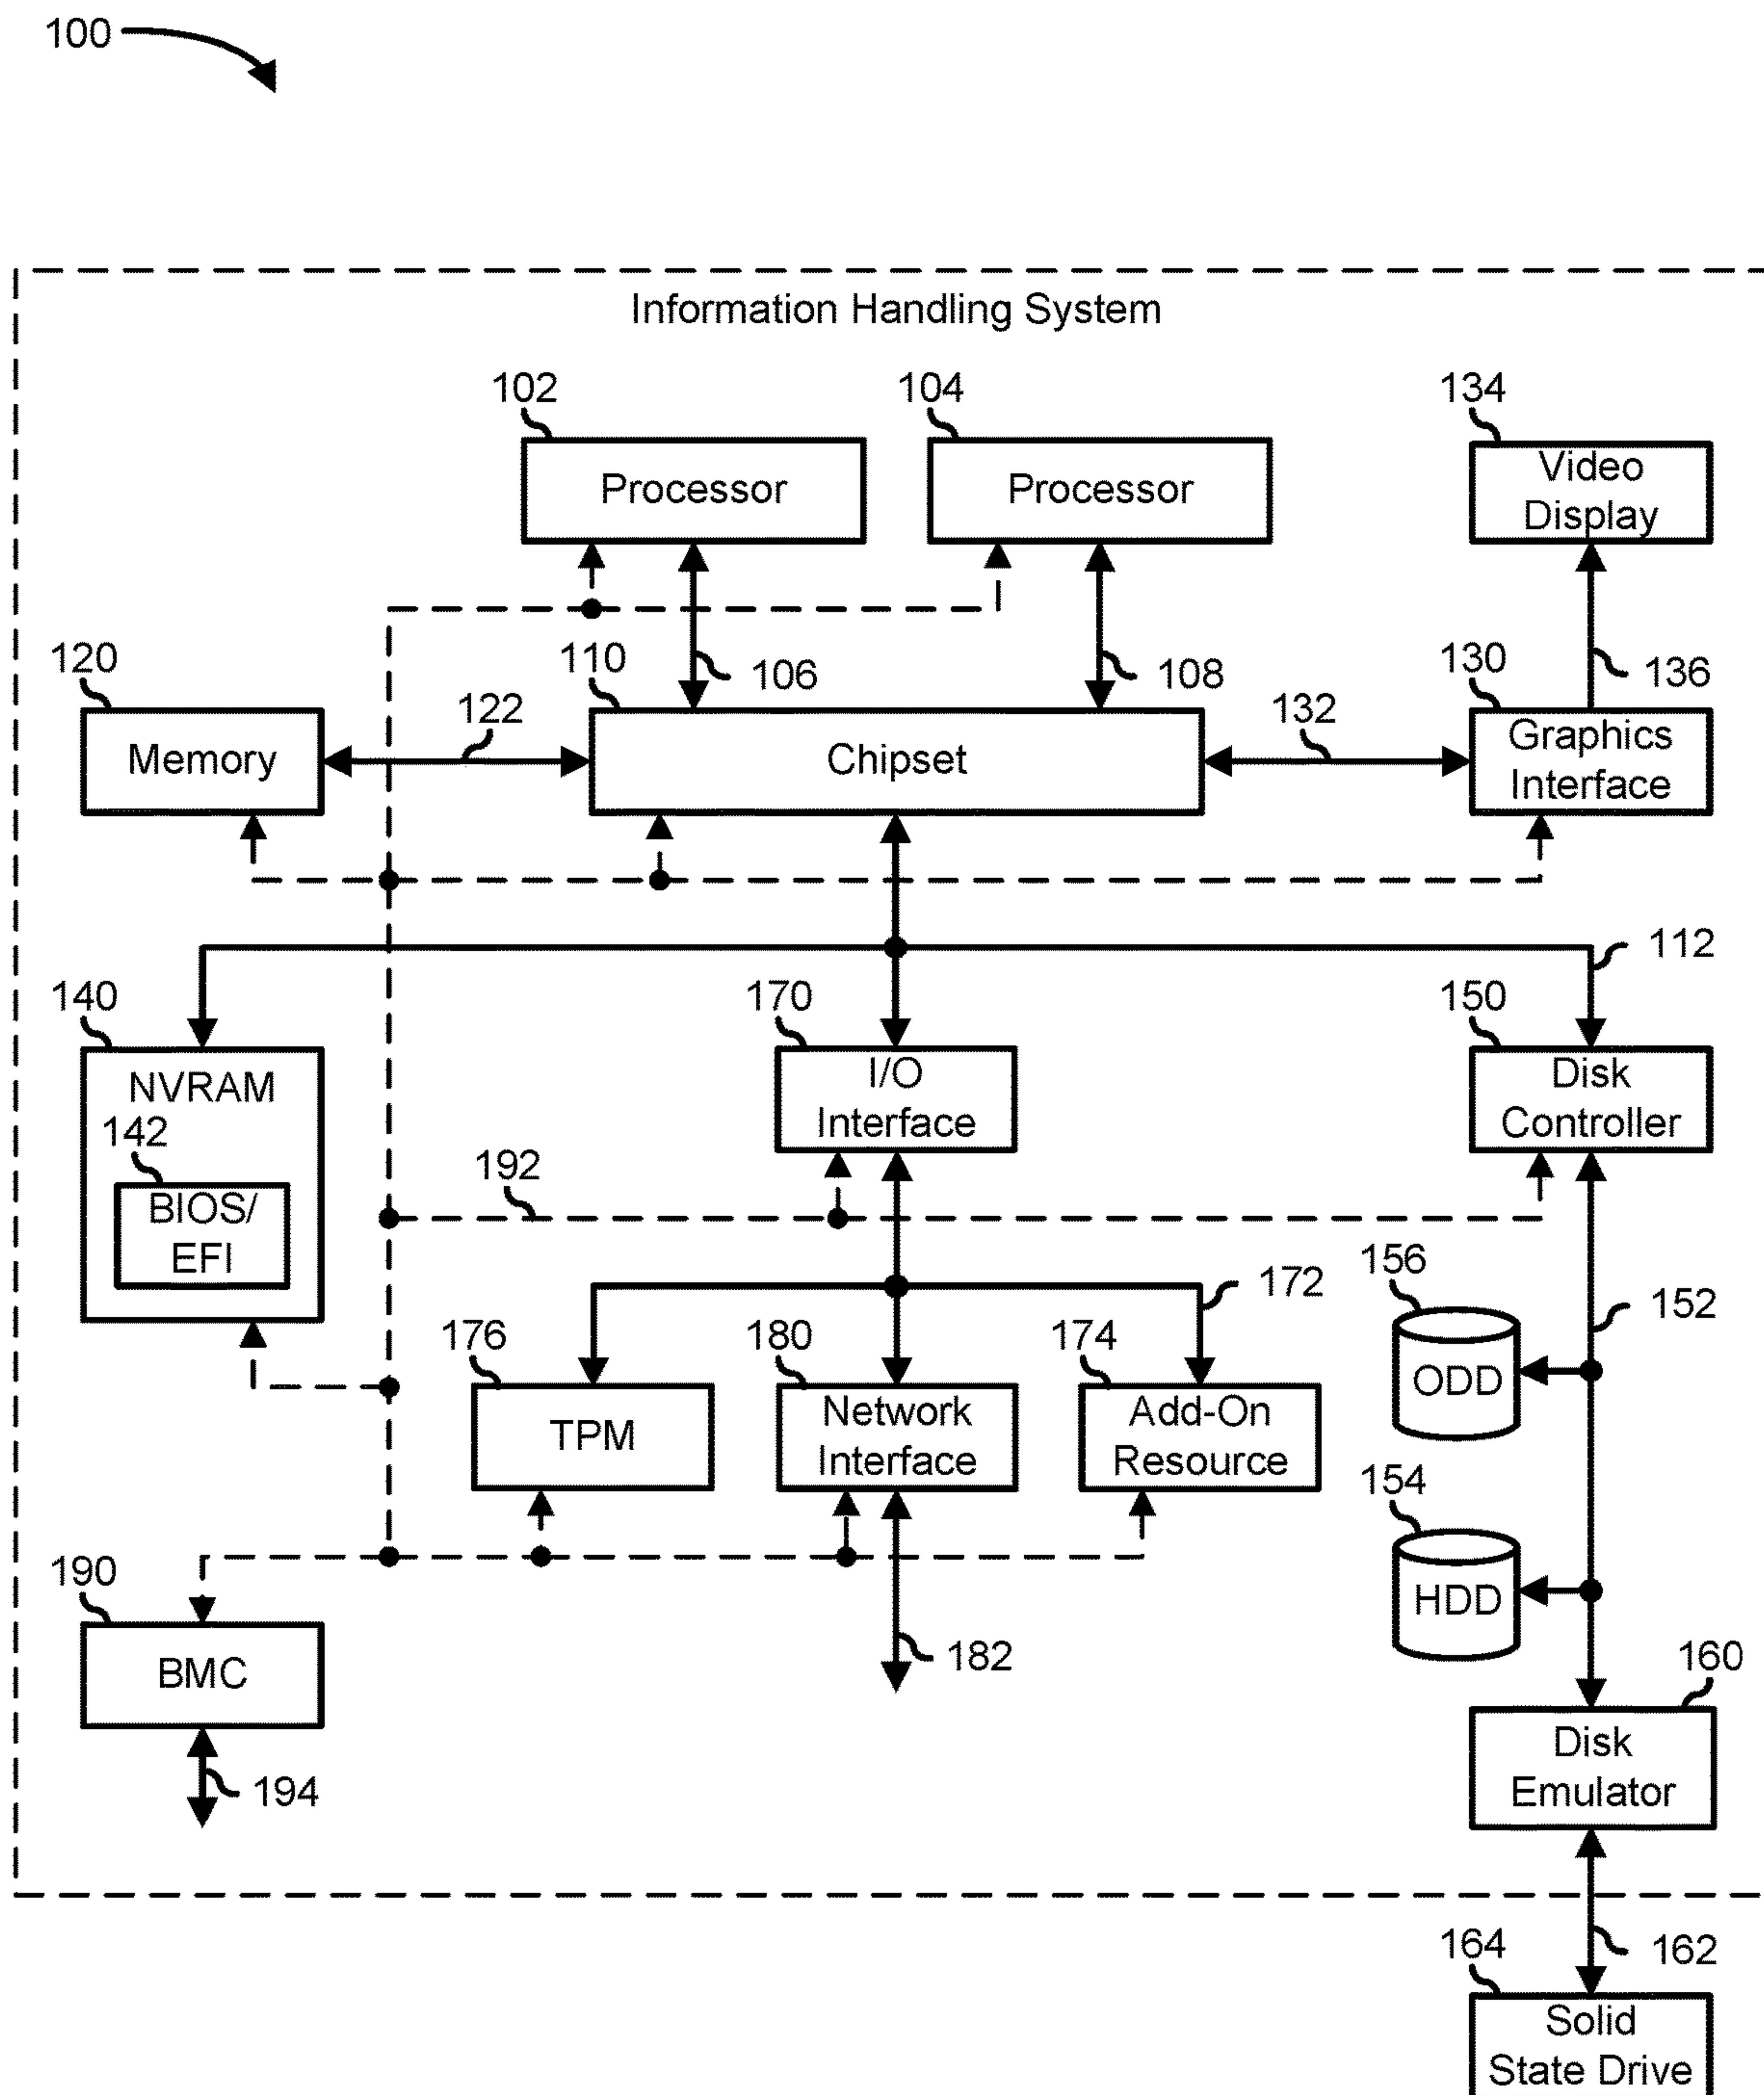 100
Information Handling System
102
104
134
Processor
Processor
Video
Display
120
110
106
108
130
136
122
132
Memory
Chipset
Graphics
Interface
112
140
170
150
NVRAM
I/O
Interface
Disk
Controller
142
BIOS/
EFI
192
156
172
152
176
180
174
ODD
TPM
Network
Interface
Add-On
Resource
154
HDD
190
182
160
BMC
Disk
Emulator
194
164
162
Solid
State Drive